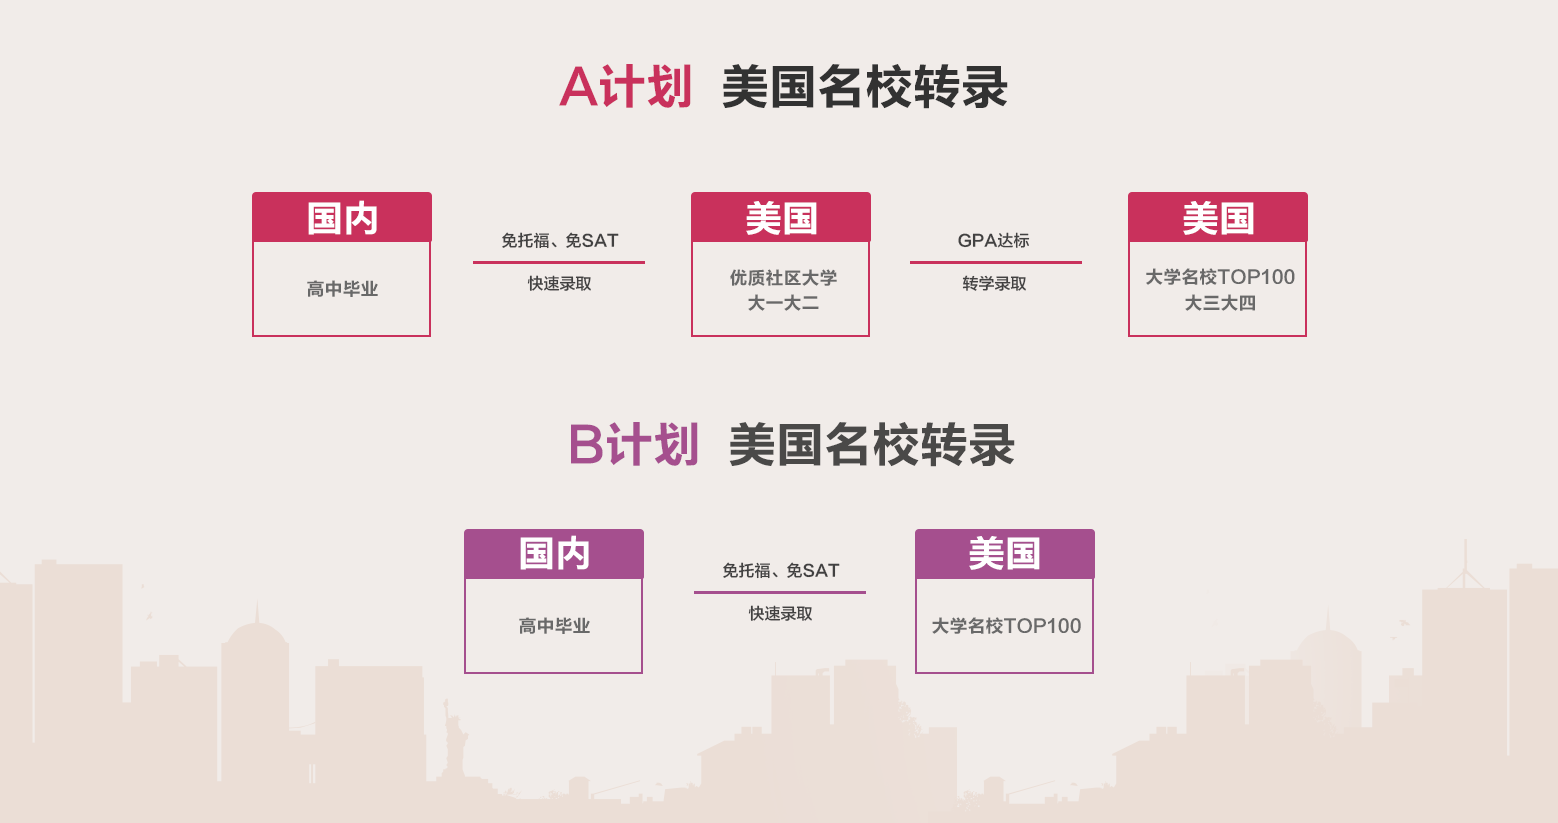 A计划 美国名校转录
国内
高中毕业
免托福、免SAT
快速录取
美国
优质社区大学
大一大二
GPA达标
转学录取
美国
大学名校TOP100
大三大四
B计划 美国名校转录
国内
高中毕业
免托福、免SAT
快速录取
美国
大学名校TOP100